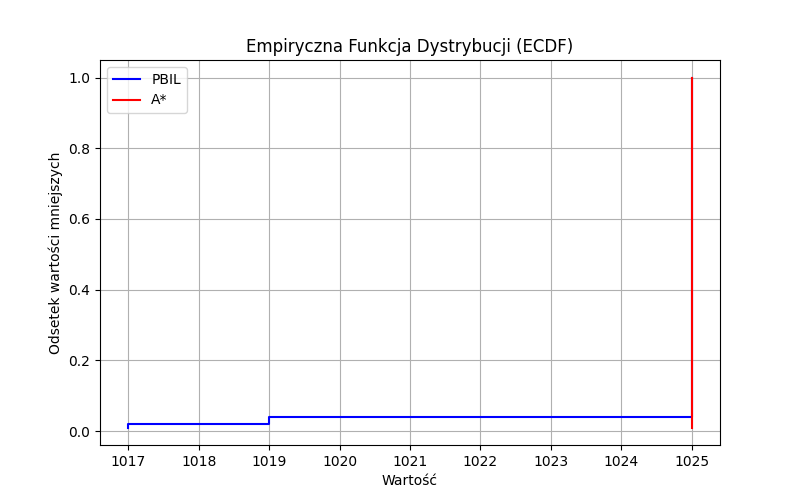 Empiryczna Funkcja Dystrybucji (ECDF)
PBIL
A*
1.0
0.8
0.6
0.4
0.2
0.0
Odsetek wartości mniejszych
1017 1018 1019 1020 1021 1022 1023 1024 1025
Wartość